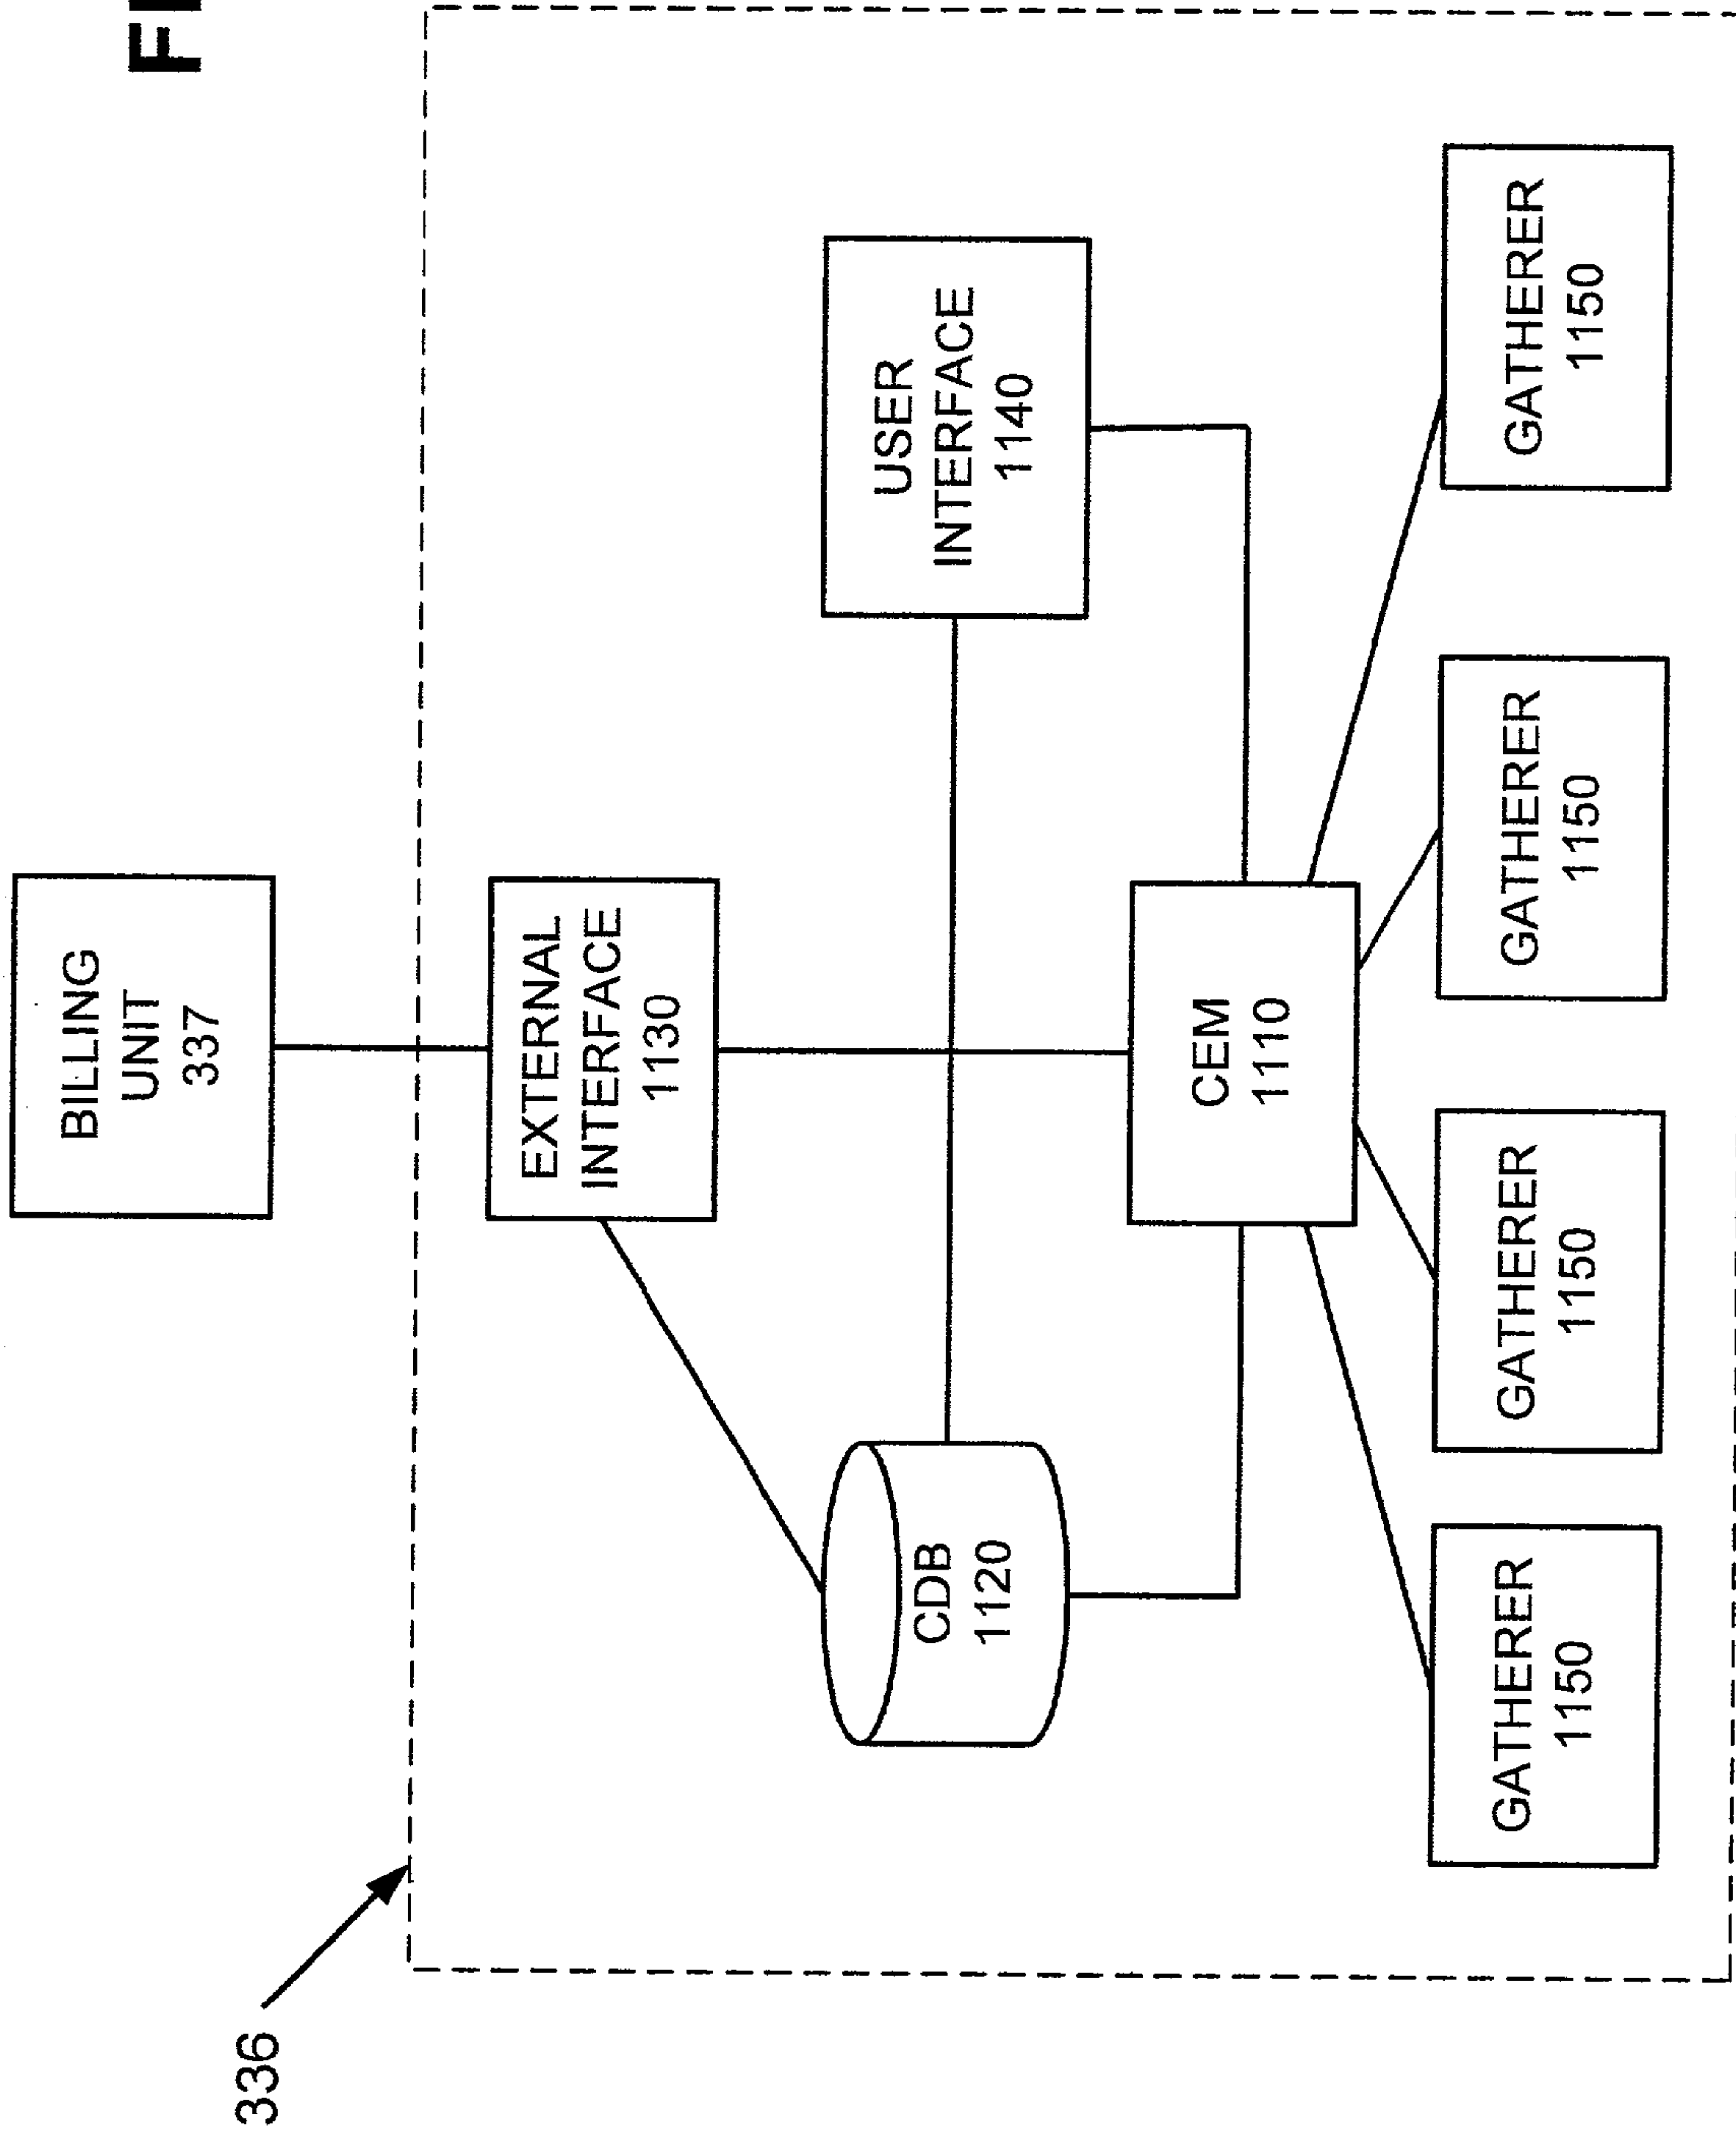 BILLING
UNIT
337
336
EXTERNAL
INTERFACE
1130
CDB
1120
USER
INTERFACE
1140
CEM
1110
GATHERER
1150
GATHERER
1150
GATHERER
1150
GATHERER
1150